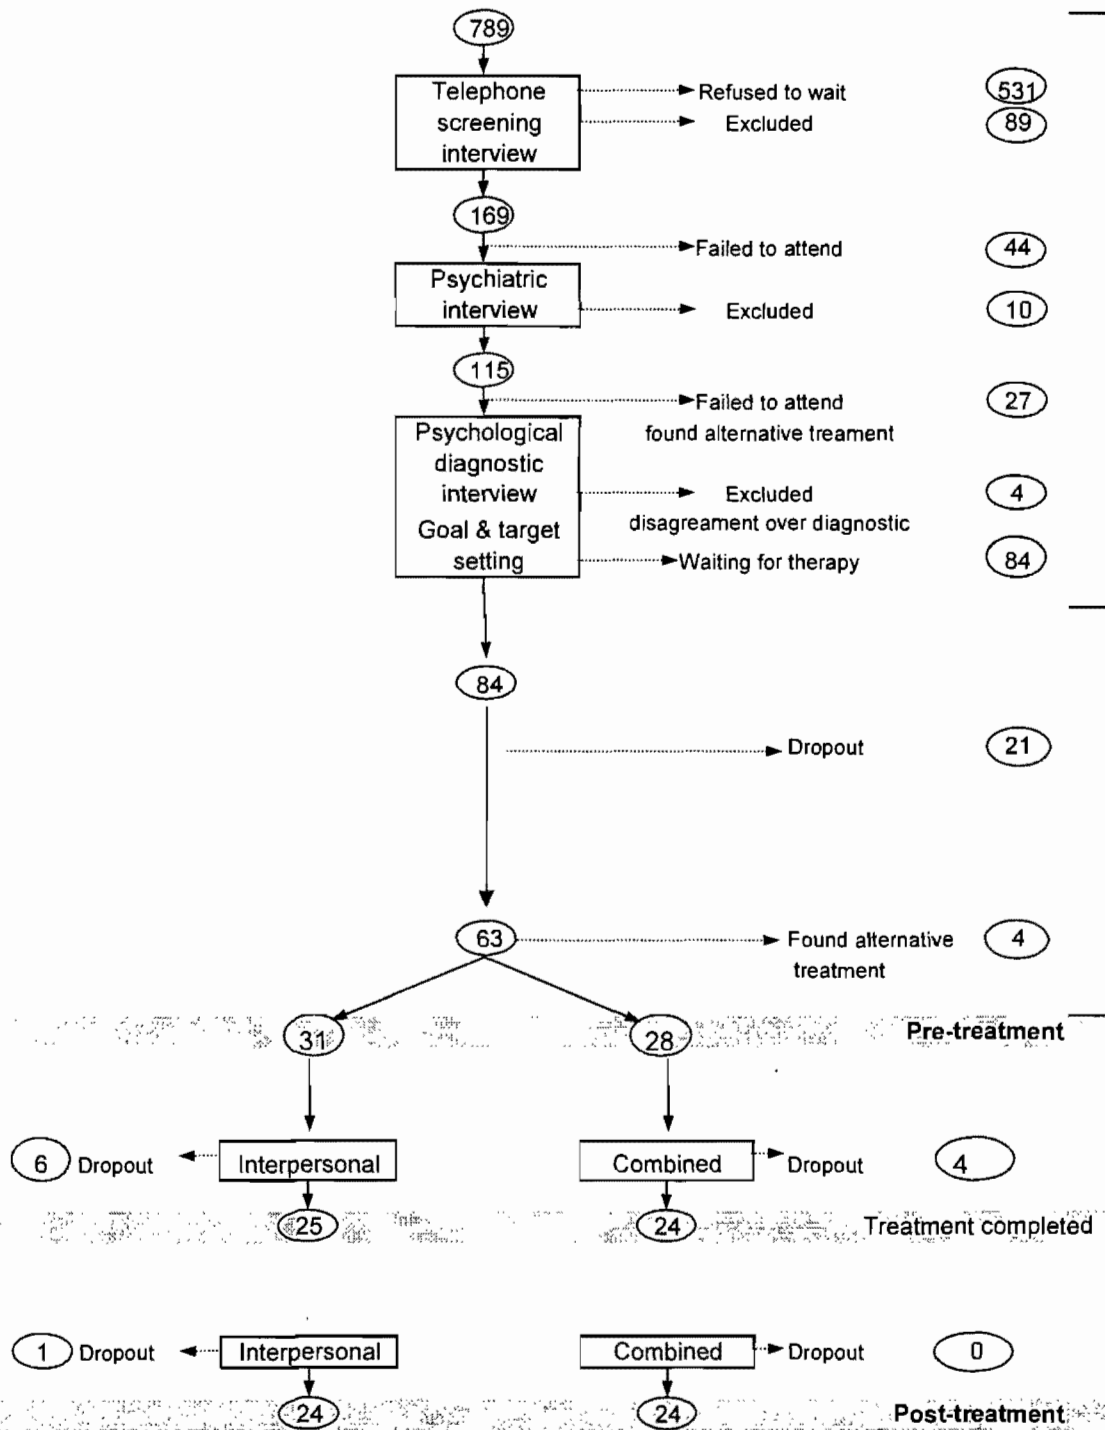 789
Telephone
screening
interview
Refused to wait
531
Excluded
89
169
Failed to attend
44
Psychiatric
interview
Excluded
10
115
Failed to attend
found alternative treament
27
Psychological
diagnostic
interview
Goal & target
setting
Excluded
disagreament over diagnostic
4
Waiting for therapy
84
84
Dropout
21
63
Found alternative
treatment
4
31
28
Pre-treatment
6 Dropout
Interpersonal
Combined
Dropout
4
25
24
Treatment completed
1 Dropout
Interpersonal
Combined
Dropout
0
24
24
Post-treatment